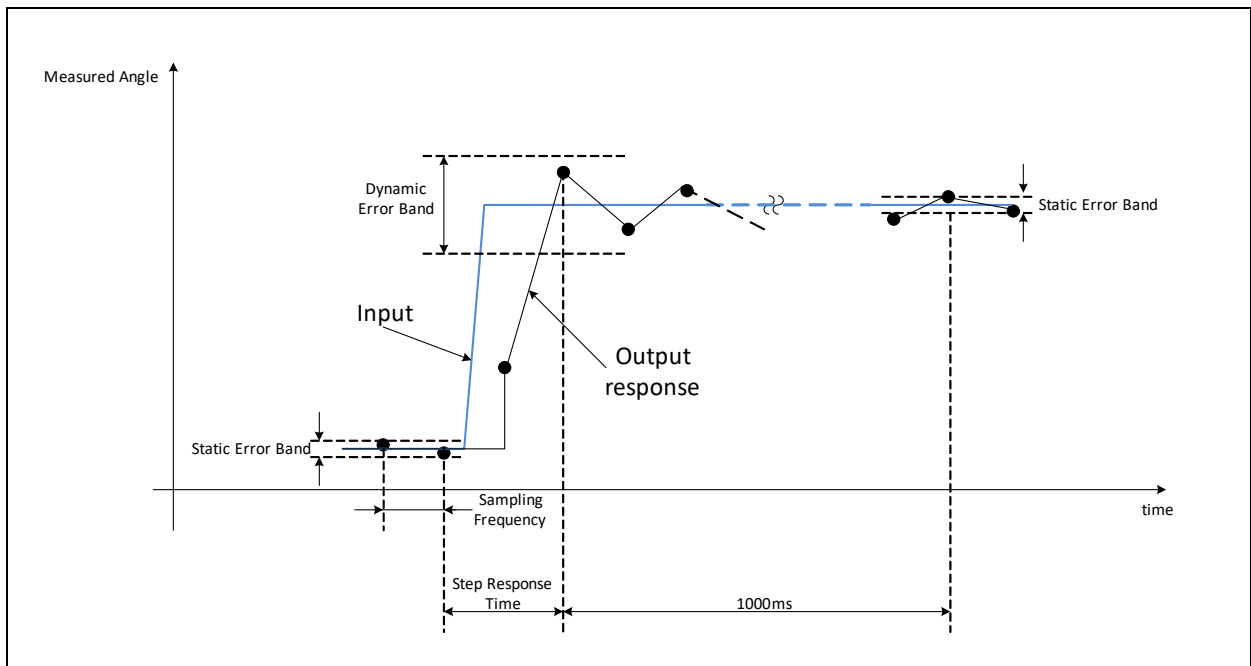 Measured Angle
Dynamic
Error Band
Static Error Band
Input
Output
response
Static Error Band
Sampling
Frequency
time
Step Response
Time
1000ms